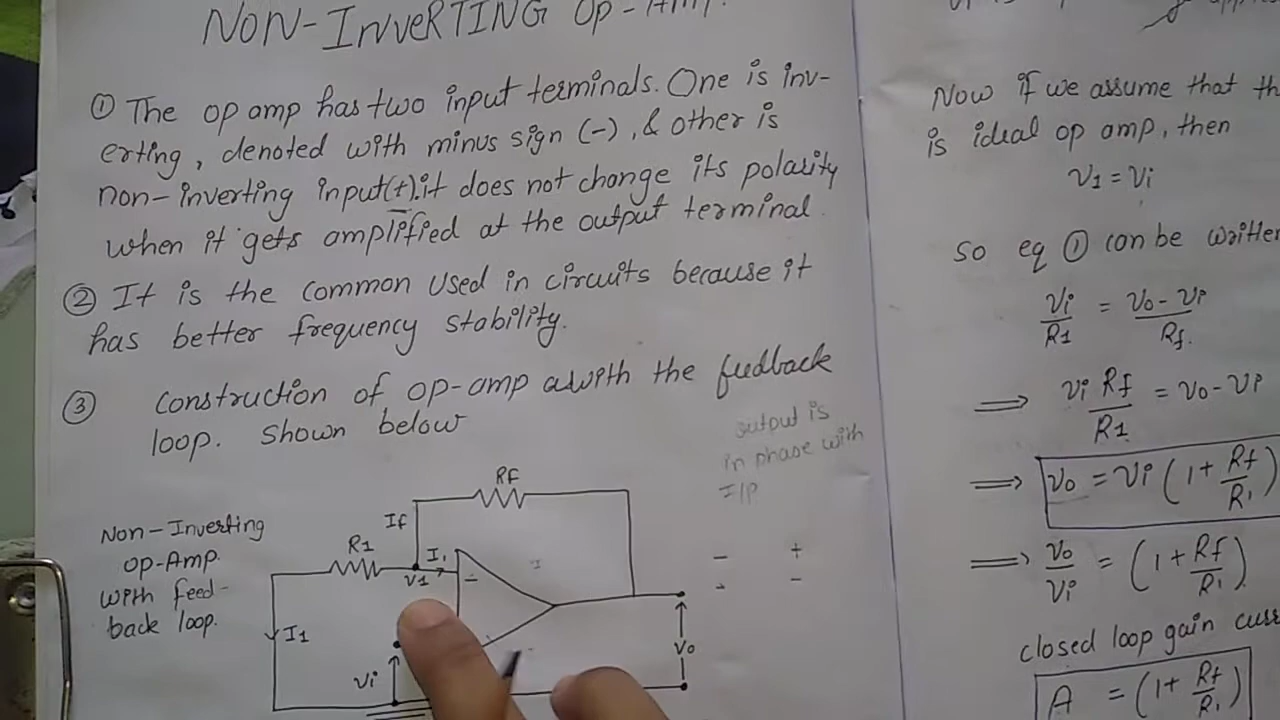 NON-INVERTING Op-Amp.
① The op amp has two input terminals. One is inv-
erting, denoted with minus sign (-), & other is
non-inverting input(+). it does not change its polarity
when it gets amplified at the output terminal
② It is the common used in circuits because it
has better frequency stability.
③ construction of op-amp with the feedback
loop. shown below
output is
in phase with
I/P
- +
+ -
Non-Inverting
op-Amp.
with feed-
back loop.
RF
If
R1
I1
V1
-
I1
Vi
Vo
Now if we assume that th
is ideal op amp, then
V1 = Vi
so eq ① can be written
Vi/R1 = Vo - Vi/Rf.
⟹ Vi Rf/R1 = Vo - Vi
⟹ Vo = Vi (1 + Rf/R1)
⟹ Vo/Vi = (1 + Rf/R1)
closed loop gain
A = (1 + Rf/R1)